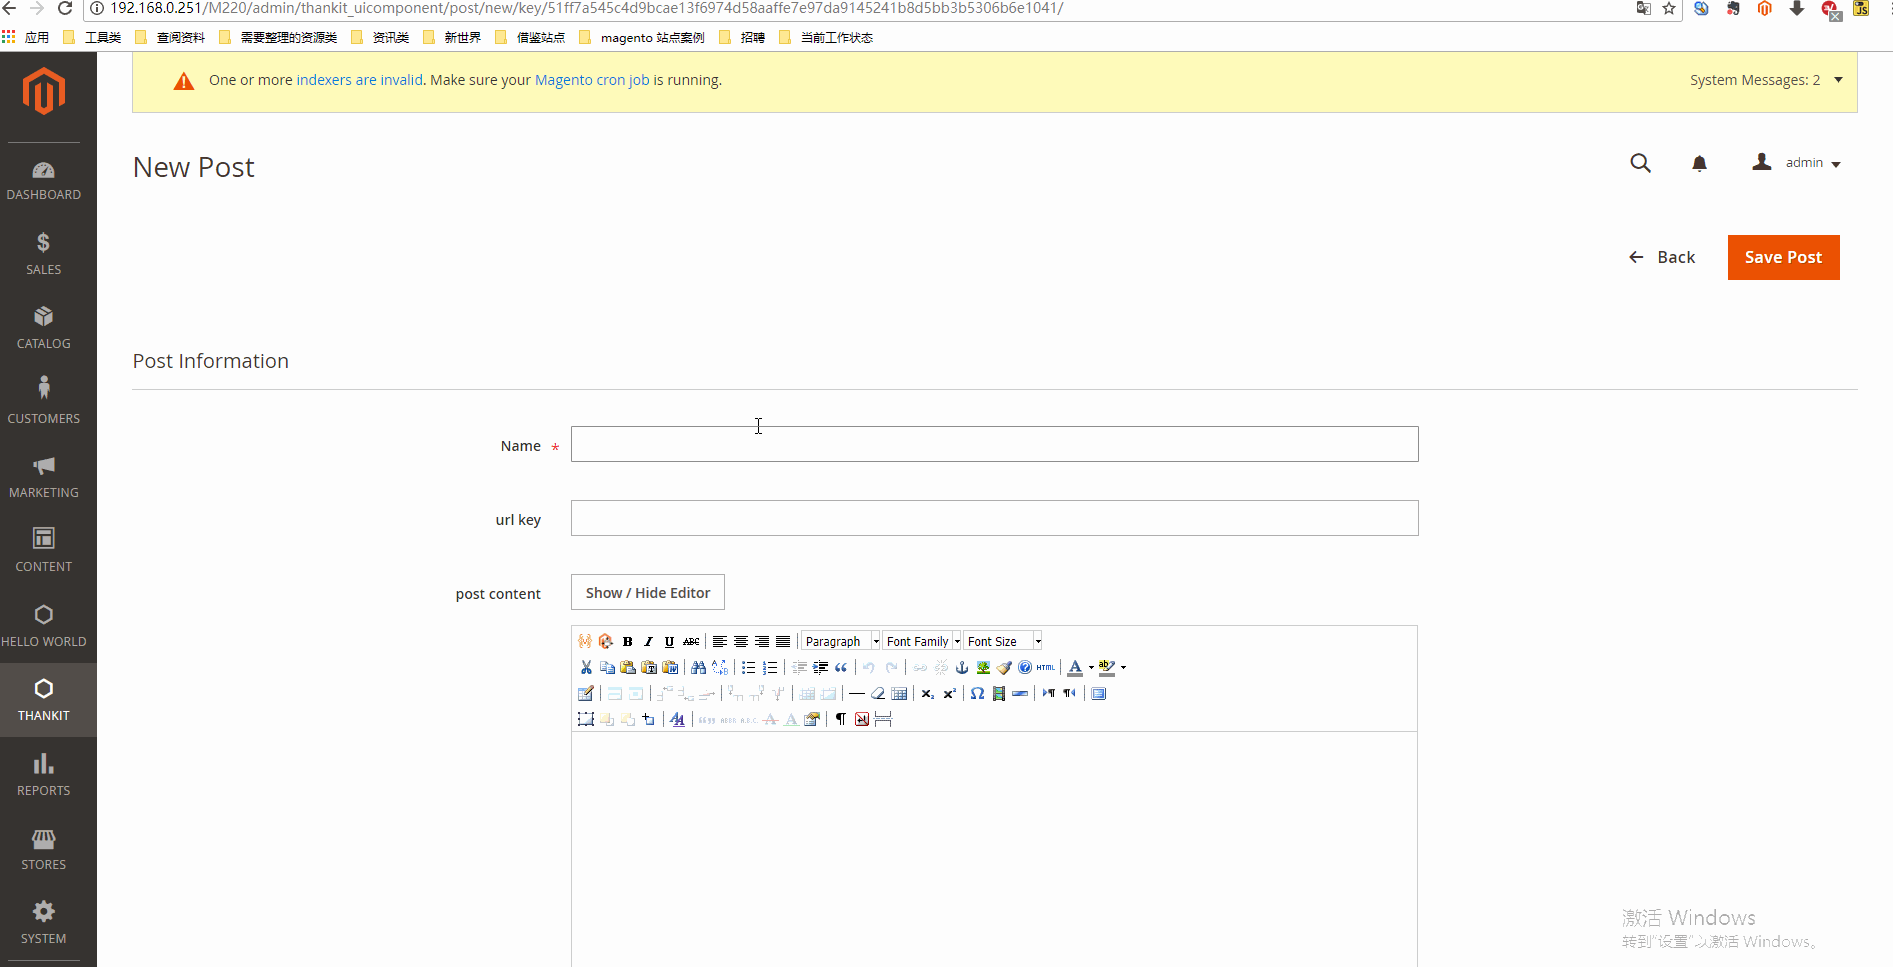 192.168.0.251/M220/admin/thankit_uicomponent/post/new/key/51ff7a545c4d9bcae13f6974d58aaffe7e97da9145241b8d5bb3b5306b6e1041/
应用 工具类 查阅资料 需要整理的资源类 资讯类 新世界 借鉴站点 magento 站点案例 招聘 当前工作状态
One or more indexers are invalid. Make sure your Magento cron job is running.
System Messages: 2
New Post
admin
DASHBOARD
SALES
CATALOG
CUSTOMERS
MARKETING
CONTENT
HELLO WORLD
THANKIT
REPORTS
STORES
SYSTEM
Back
Save Post
Post Information
Name *
url key
post content
Show / Hide Editor
B I U ABC Paragraph Font Family Font Size
HTML A ab
激活 Windows
转到"设置"以激活 Windows。